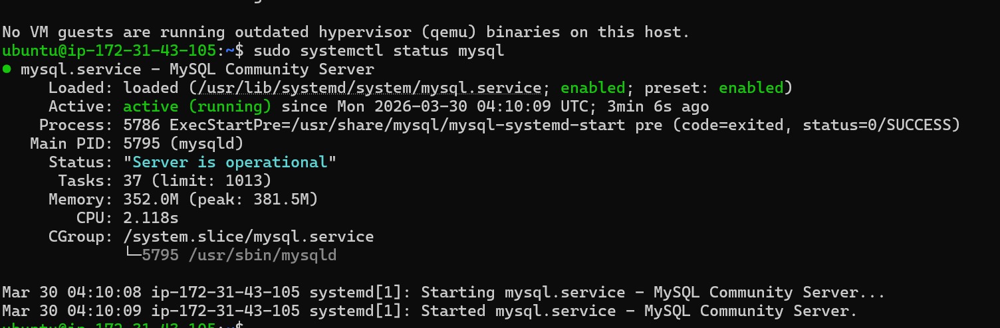 No VM guests are running outdated hypervisor (qemu) binaries on this host.
ubuntu@ip-172-31-43-105:~$ sudo systemctl status mysql
● mysql.service - MySQL Community Server
     Loaded: loaded (/usr/lib/systemd/system/mysql.service; enabled; preset: enabled)
     Active: active (running) since Mon 2026-03-30 04:10:09 UTC; 3min 6s ago
    Process: 5786 ExecStartPre=/usr/share/mysql/mysql-systemd-start pre (code=exited, status=0/SUCCESS)
   Main PID: 5795 (mysqld)
     Status: "Server is operational"
      Tasks: 37 (limit: 1013)
     Memory: 352.0M (peak: 381.5M)
        CPU: 2.118s
     CGroup: /system.slice/mysql.service
             └─5795 /usr/sbin/mysqld
Mar 30 04:10:08 ip-172-31-43-105 systemd[1]: Starting mysql.service - MySQL Community Server...
Mar 30 04:10:09 ip-172-31-43-105 systemd[1]: Started mysql.service - MySQL Community Server.
ubuntu@ip-172-31-43-105:~$